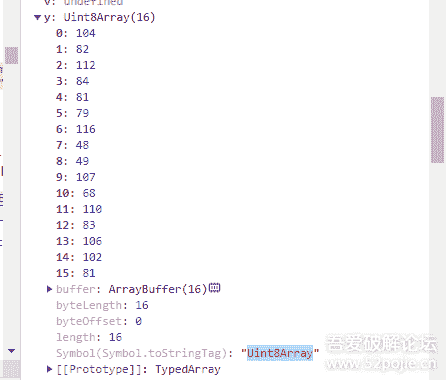 v: undefined
▼ y: Uint8Array(16)
0: 104
1: 82
2: 112
3: 84
4: 81
5: 79
6: 116
7: 48
8: 49
9: 107
10: 68
11: 110
12: 83
13: 106
14: 102
15: 81
▶ buffer: ArrayBuffer(16)
byteLength: 16
byteOffset: 0
length: 16
Symbol(Symbol.toStringTag): "Uint8Array"
▶ [[Prototype]]: TypedArray
吾爱破解论坛
www.52pojie.cn